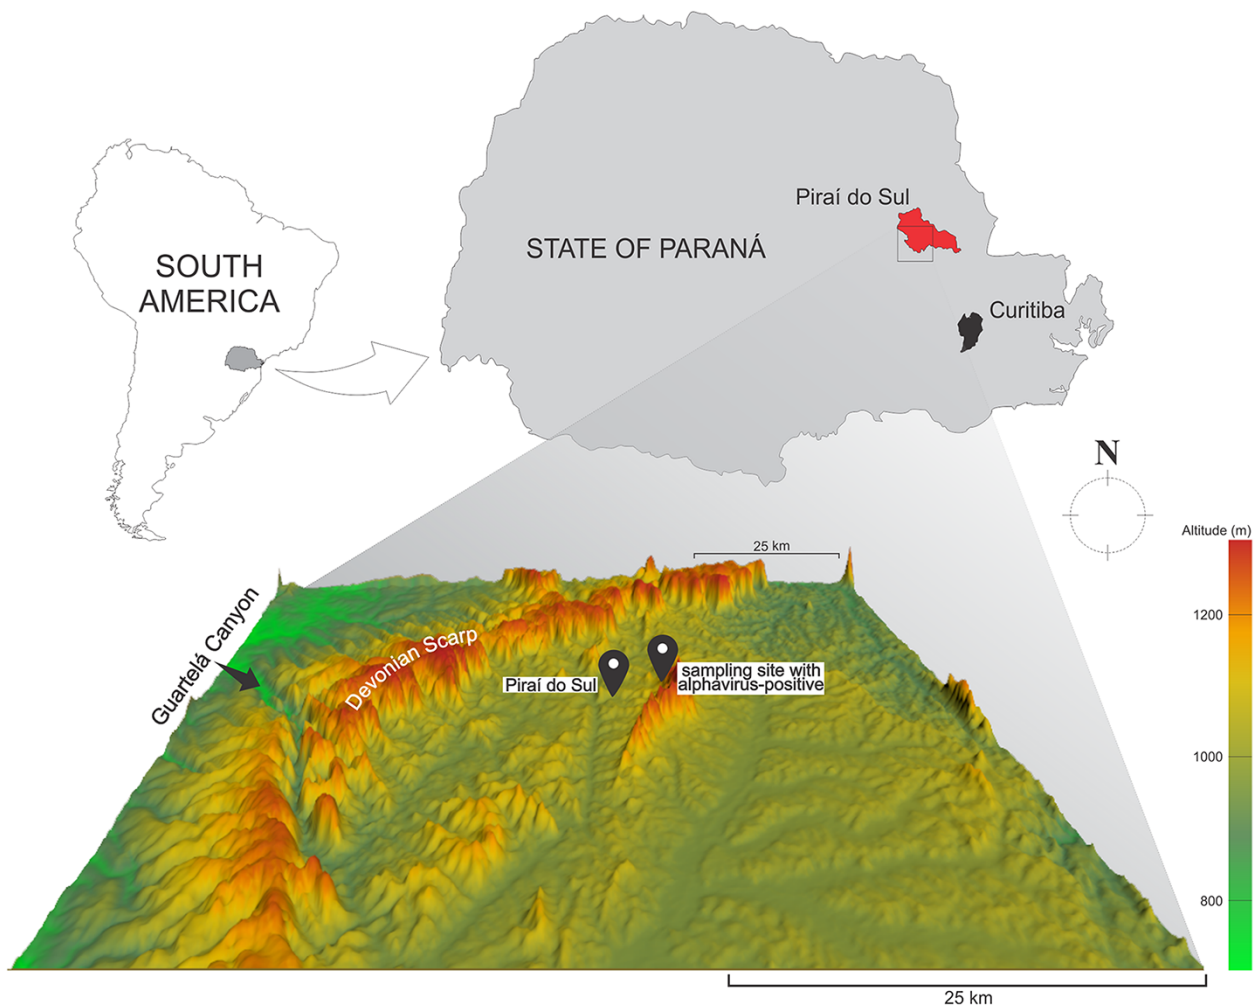 Piraí do Sul
STATE OF PARANÁ
SOUTH
AMERICA
Curitiba
N
Altitude (m)
25 km
1200
Guartelá Canyon
Devonian Scarp
Piraí do Sul
sampling site with
alphavirus-positive
1000
800
25 km